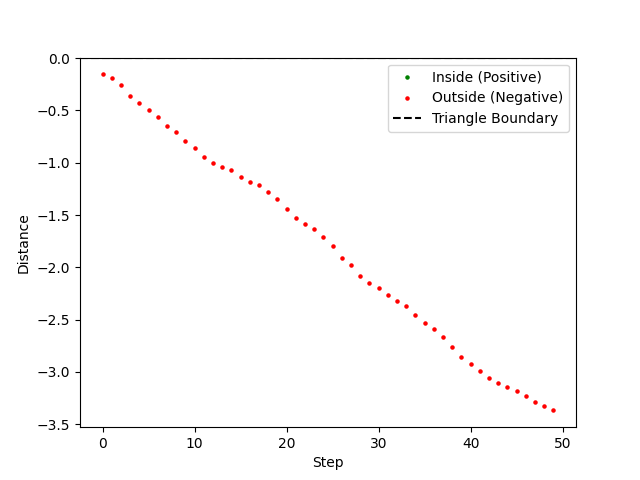 0.0
−0.5
−1.0
−1.5
−2.0
−2.5
−3.0
−3.5
Distance
Inside (Positive)
Outside (Negative)
Triangle Boundary
0 10 20 30 40 50
Step